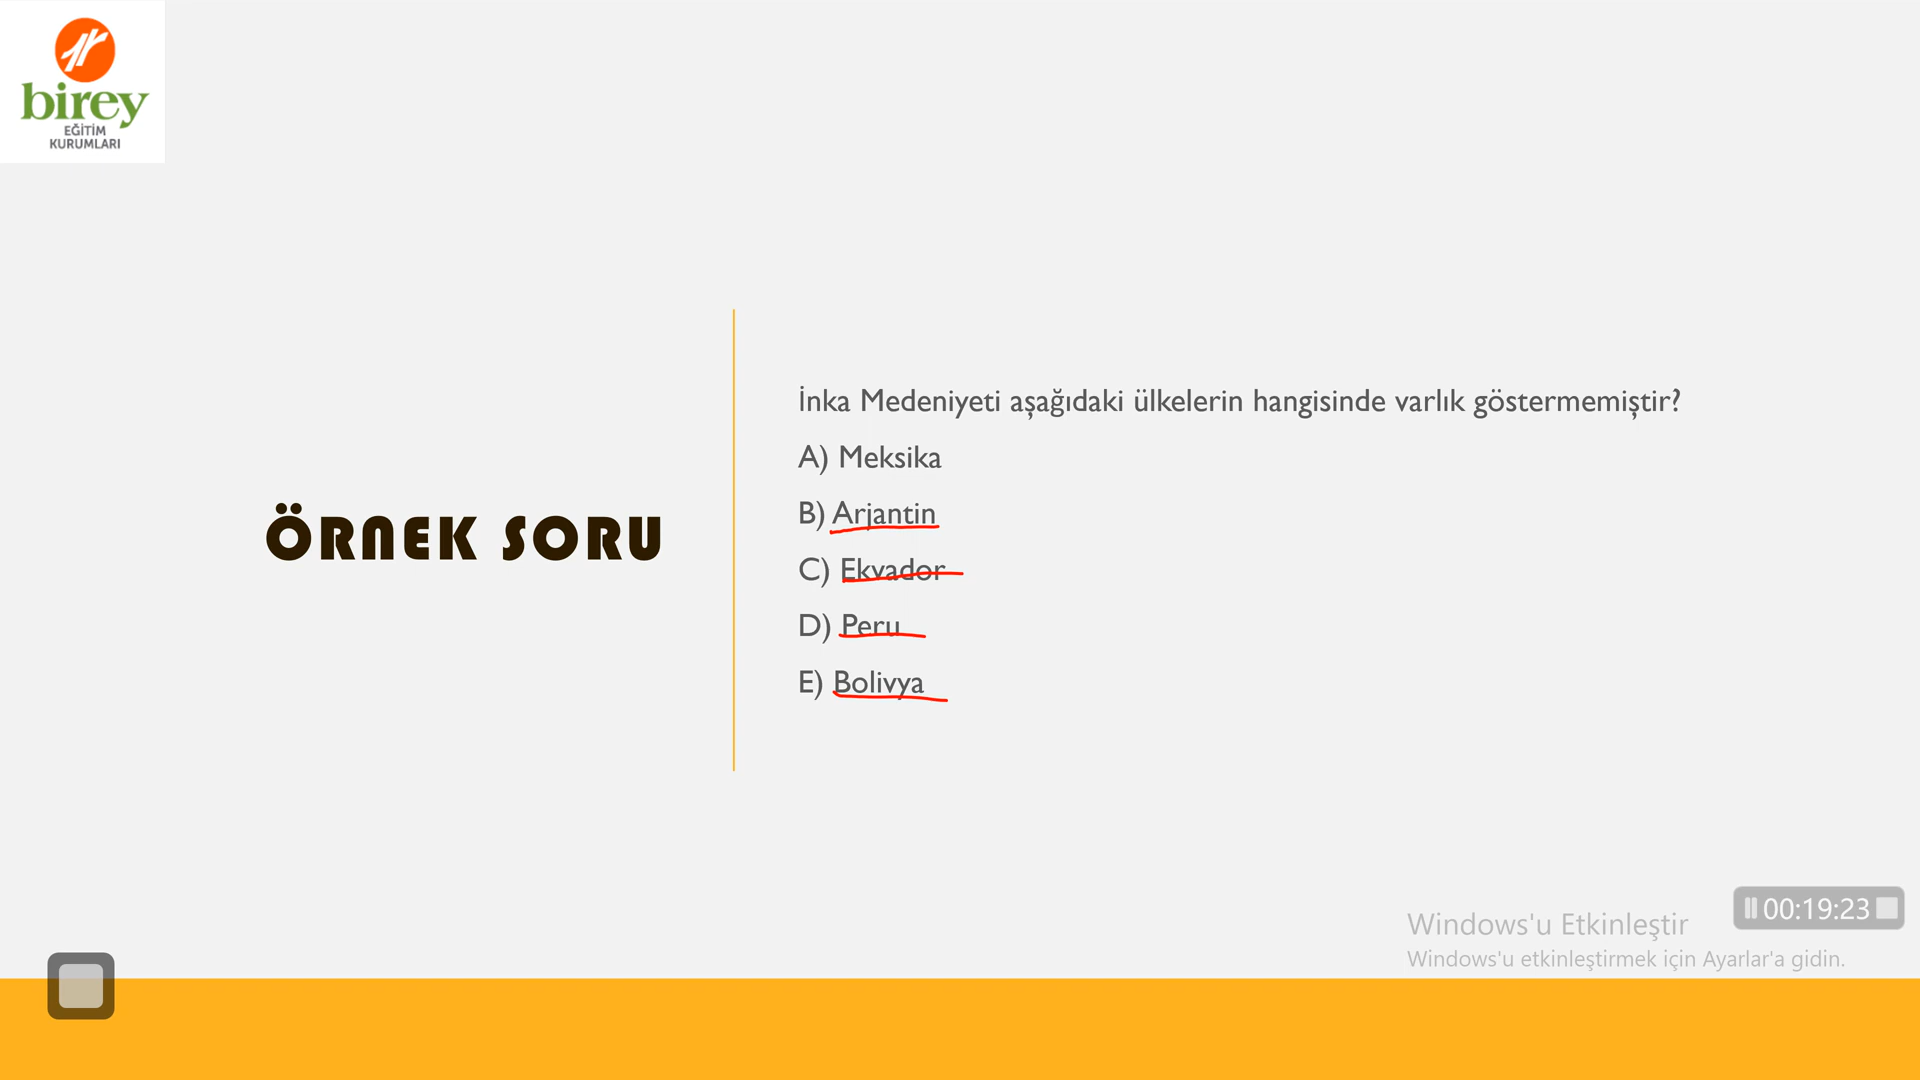 birey
EĞİTİM
KURUMLARI
ÖRNEK SORU
İnka Medeniyeti aşağıdaki ülkelerin hangisinde varlık göstermemiştir?
A) Meksika
B) Arjantin
C) Ekvador
D) Peru
E) Bolivya
00:19:23
Windows'u Etkinleştir
Windows'u etkinleştirmek için Ayarlar'a gidin.